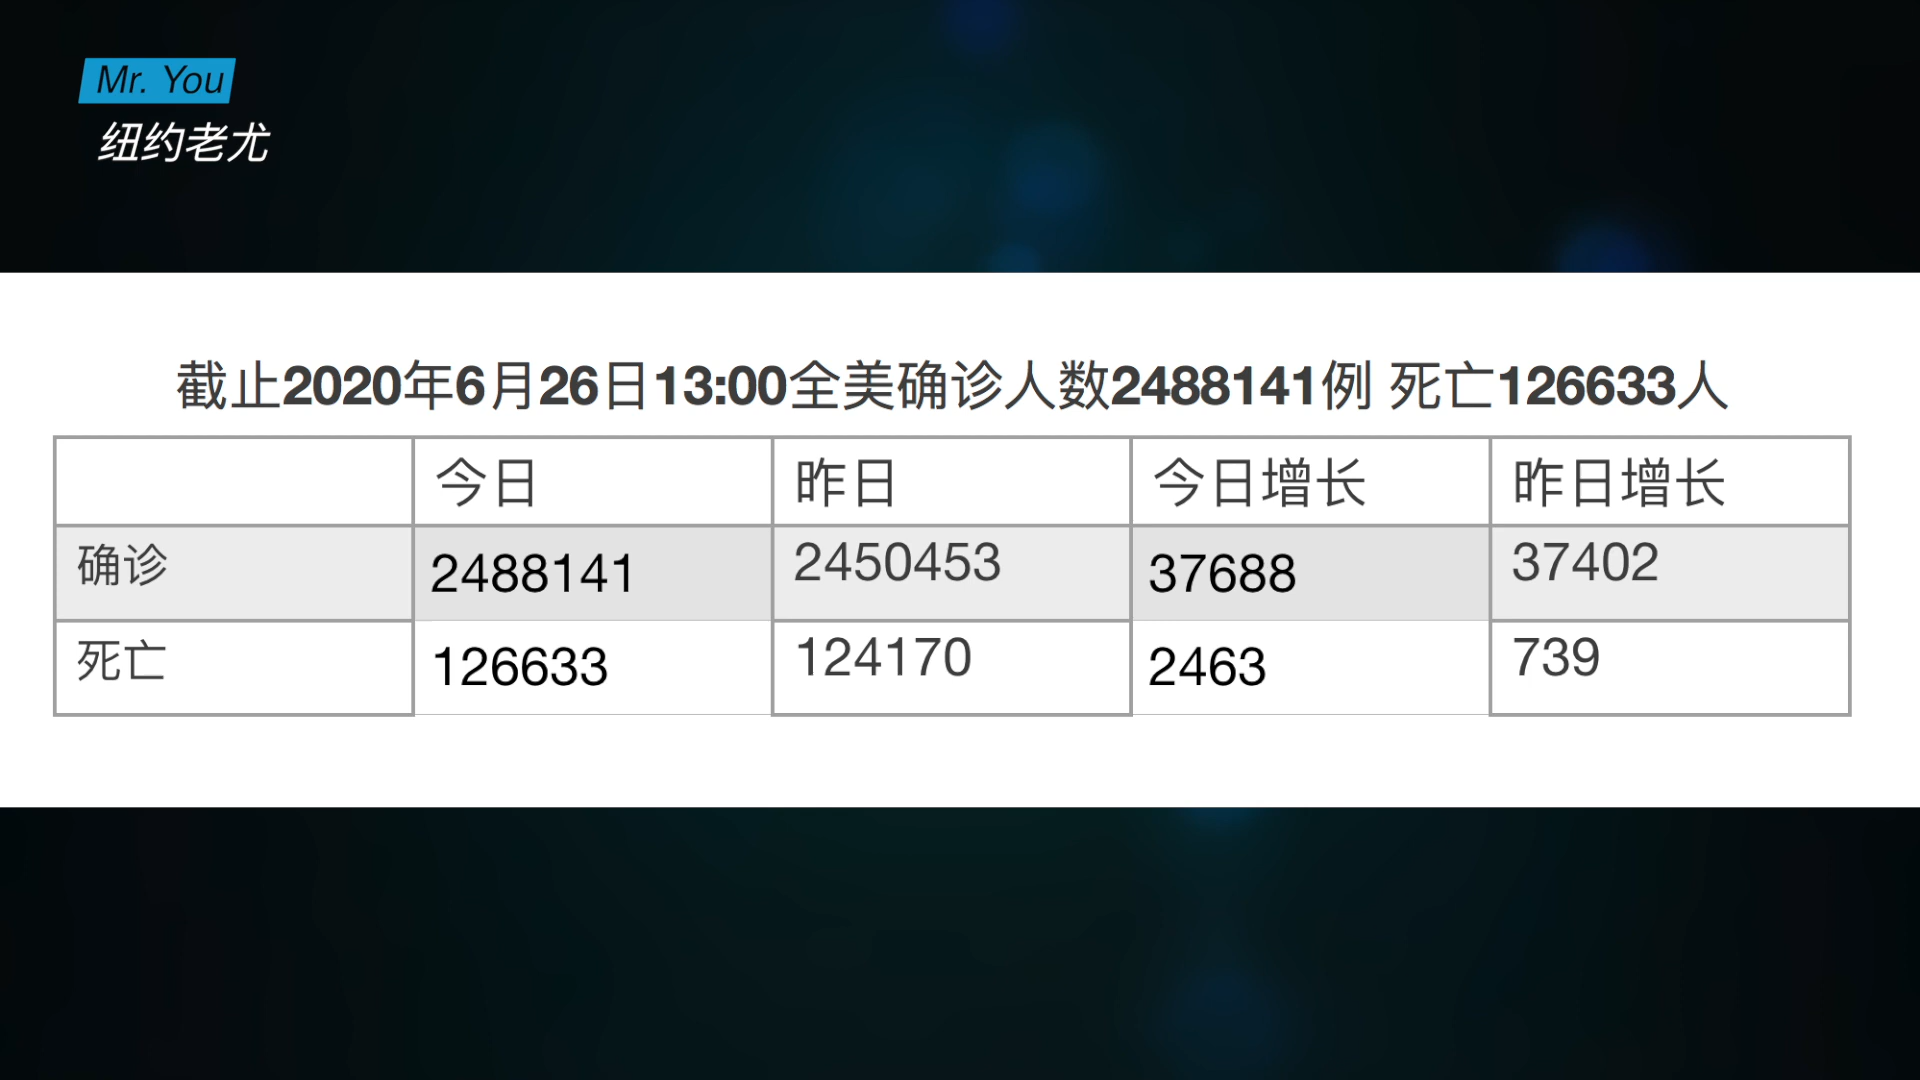 Mr. You
纽约老尤
截止2020年6月26日13:00全美确诊人数2488141例 死亡126633人
今日 昨日 今日增长 昨日增长
确诊 2488141 2450453 37688 37402
死亡 126633 124170 2463 739